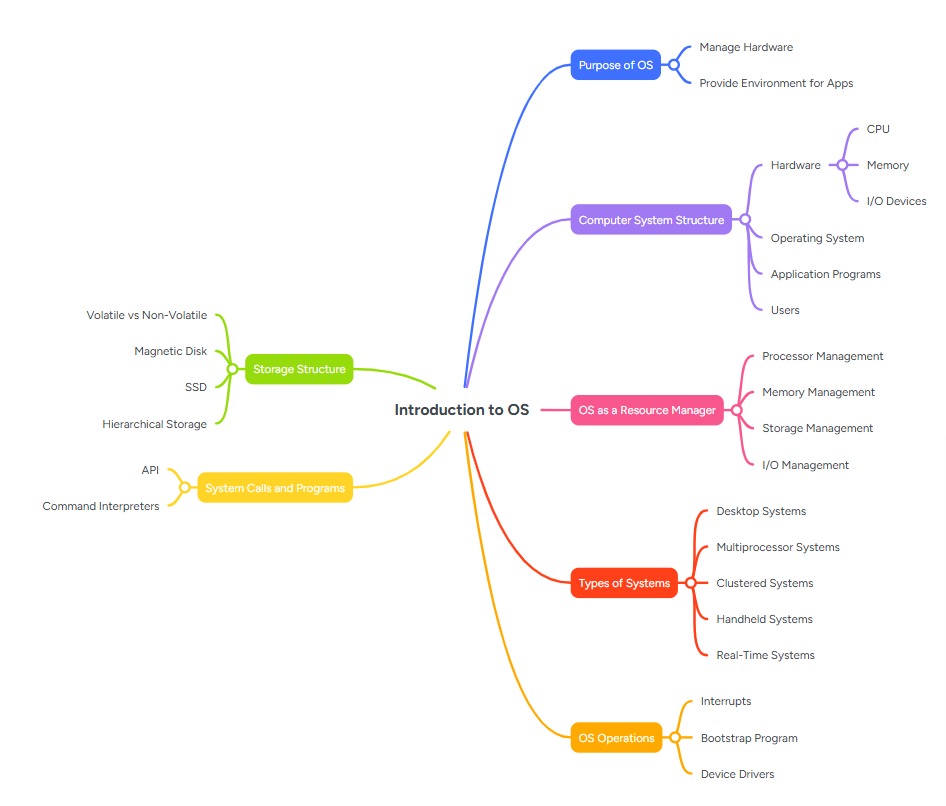 Introduction to OS
Purpose of OS
Manage Hardware
Provide Environment for Apps
Computer System Structure
Hardware
CPU
Memory
I/O Devices
Operating System
Application Programs
Users
OS as a Resource Manager
Processor Management
Memory Management
Storage Management
I/O Management
Types of Systems
Desktop Systems
Multiprocessor Systems
Clustered Systems
Handheld Systems
Real-Time Systems
OS Operations
Interrupts
Bootstrap Program
Device Drivers
Storage Structure
Volatile vs Non-Volatile
Magnetic Disk
SSD
Hierarchical Storage
System Calls and Programs
API
Command Interpreters